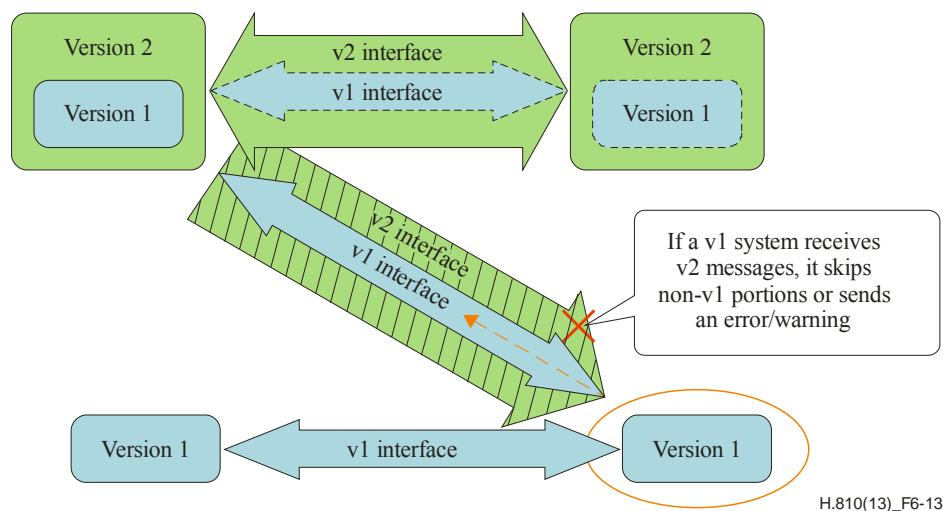 Version 2
Version 1
v2 interface
v1 interface
Version 2
Version 1
v2 interface
v1 interface
If a v1 system receives
v2 messages, it skips
non-v1 portions or sends
an error/warning
Version 1
v1 interface
Version 1
H.810(13)_F6-13